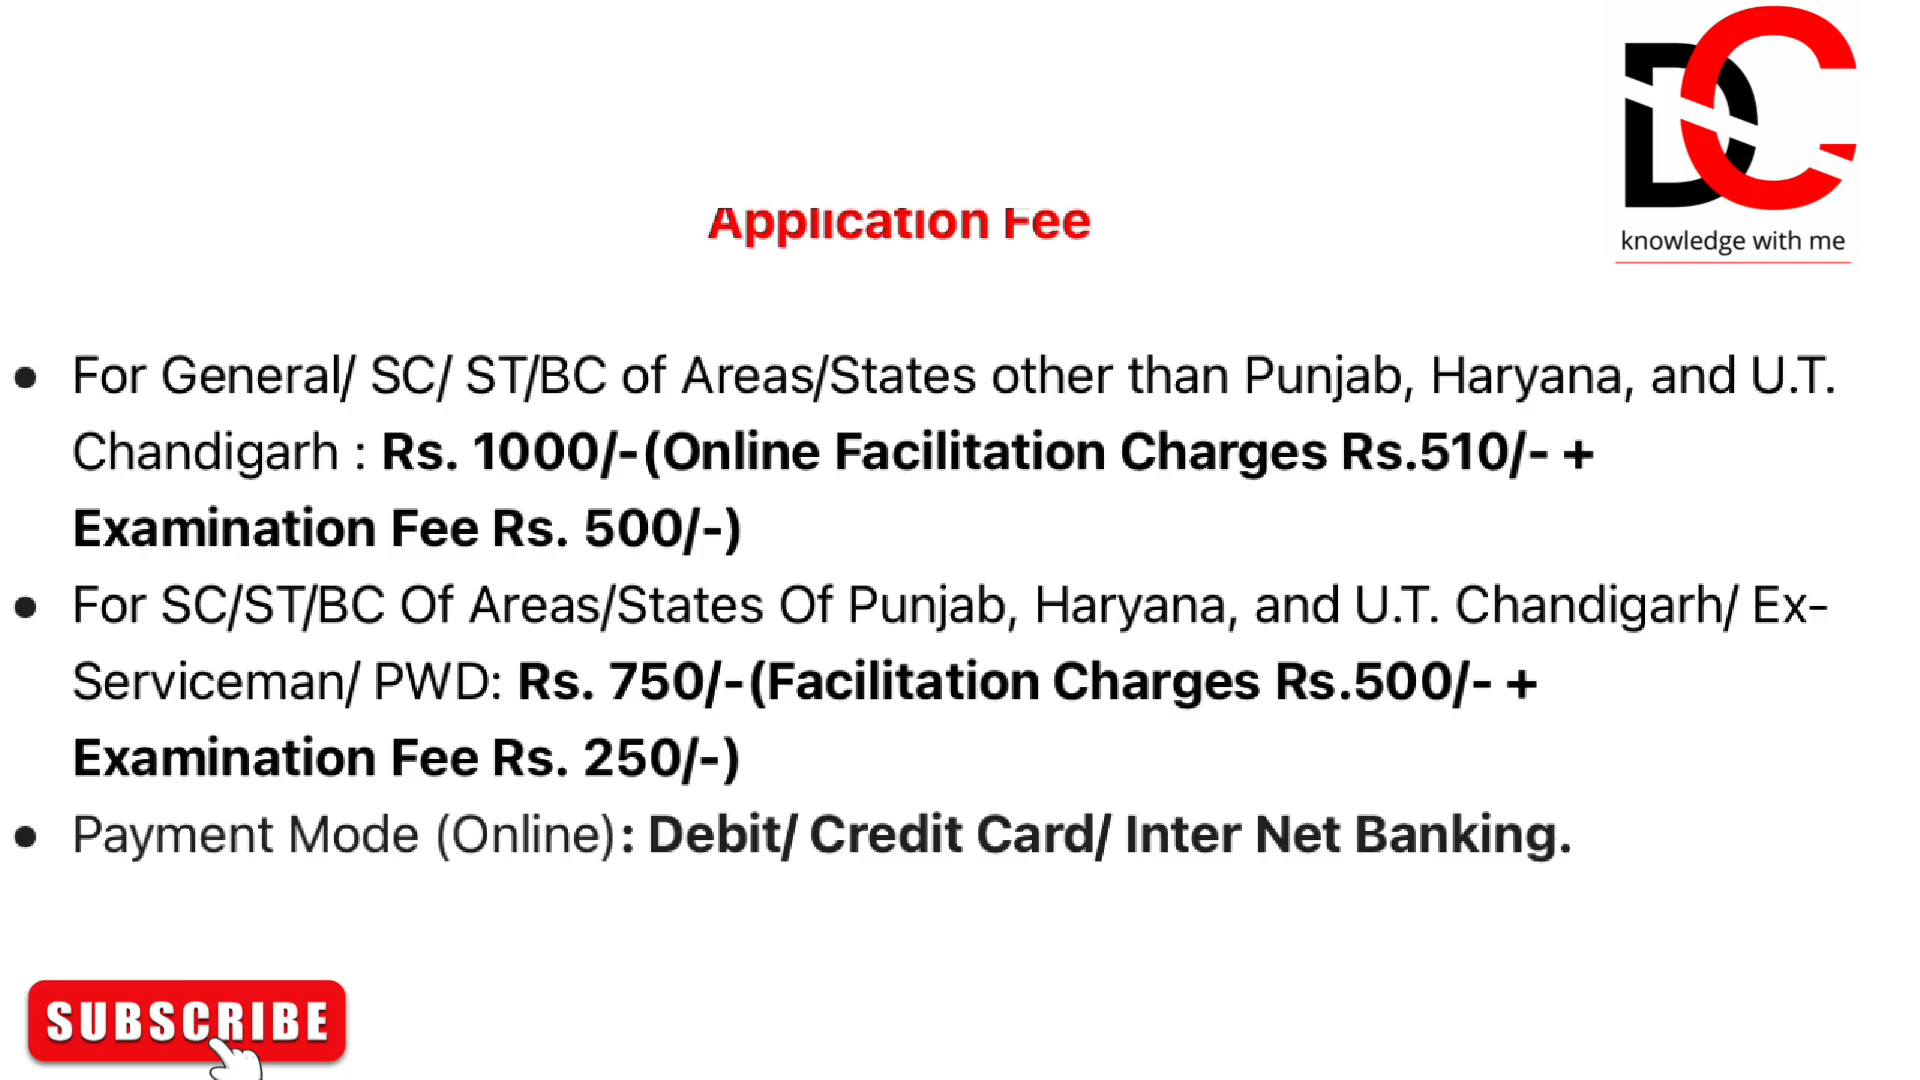 DC
knowledge with me
Application Fee
• For General/ SC/ ST/BC of Areas/States other than Punjab, Haryana, and U.T.
Chandigarh : Rs. 1000/-(Online Facilitation Charges Rs.510/- +
Examination Fee Rs. 500/-)
• For SC/ST/BC Of Areas/States Of Punjab, Haryana, and U.T. Chandigarh/ Ex-
Serviceman/ PWD: Rs. 750/-(Facilitation Charges Rs.500/- +
Examination Fee Rs. 250/-)
• Payment Mode (Online): Debit/ Credit Card/ Inter Net Banking.
SUBSCRIBE